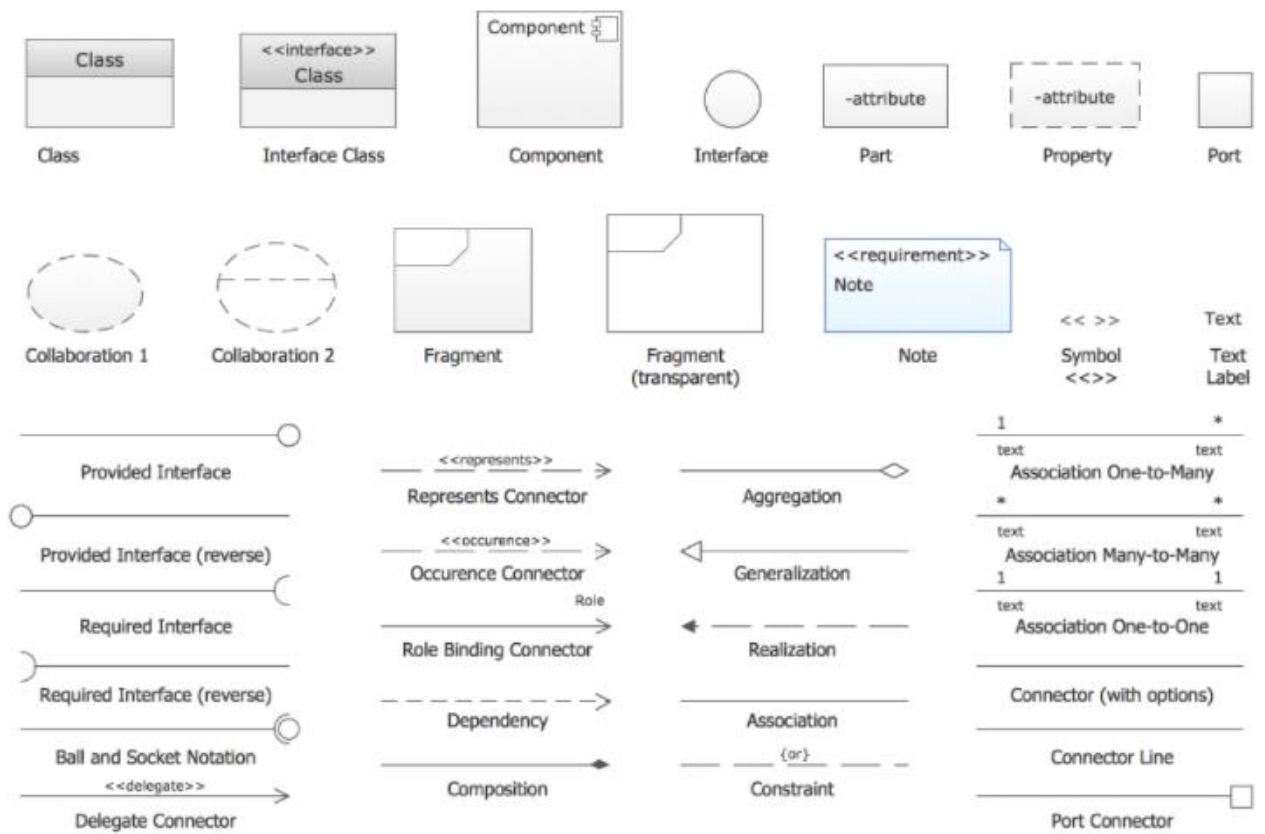 Class
<<interface>>
Class
Component
-attribute
-attribute
Class
Interface Class
Component
Interface
Part
Property
Port
<<requirement>>
Note
<< >>
Text
Collaboration 1
Collaboration 2
Fragment
Fragment
(transparent)
Note
Symbol
<<>>
Text
Label
Provided Interface
Provided Interface (reverse)
Required Interface
Required Interface (reverse)
Ball and Socket Notation
<<delegate>>
Delegate Connector
<<represents>>
Represents Connector
<<occurence>>
Occurence Connector
Role
Role Binding Connector
Dependency
Composition
Aggregation
Generalization
Realization
Association
{or}
Constraint
1 *
text text
Association One-to-Many
* *
text text
Association Many-to-Many
1 1
text text
Association One-to-One
Connector (with options)
Connector Line
Port Connector